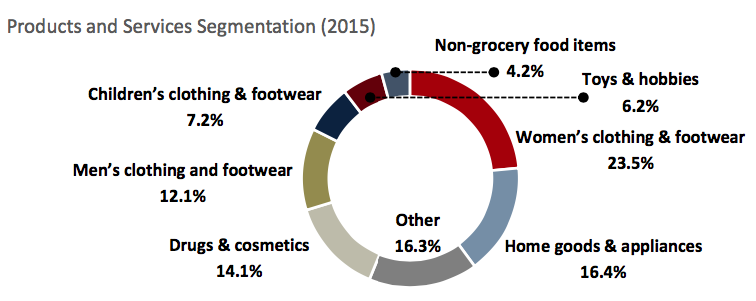 Products and Services Segmentation (2015)
Non-grocery food items
4.2%
Toys & hobbies
6.2%
Children’s clothing & footwear
7.2%
Women’s clothing & footwear
23.5%
Men’s clothing and footwear
12.1%
Other
16.3%
Drugs & cosmetics
14.1%
Home goods & appliances
16.4%